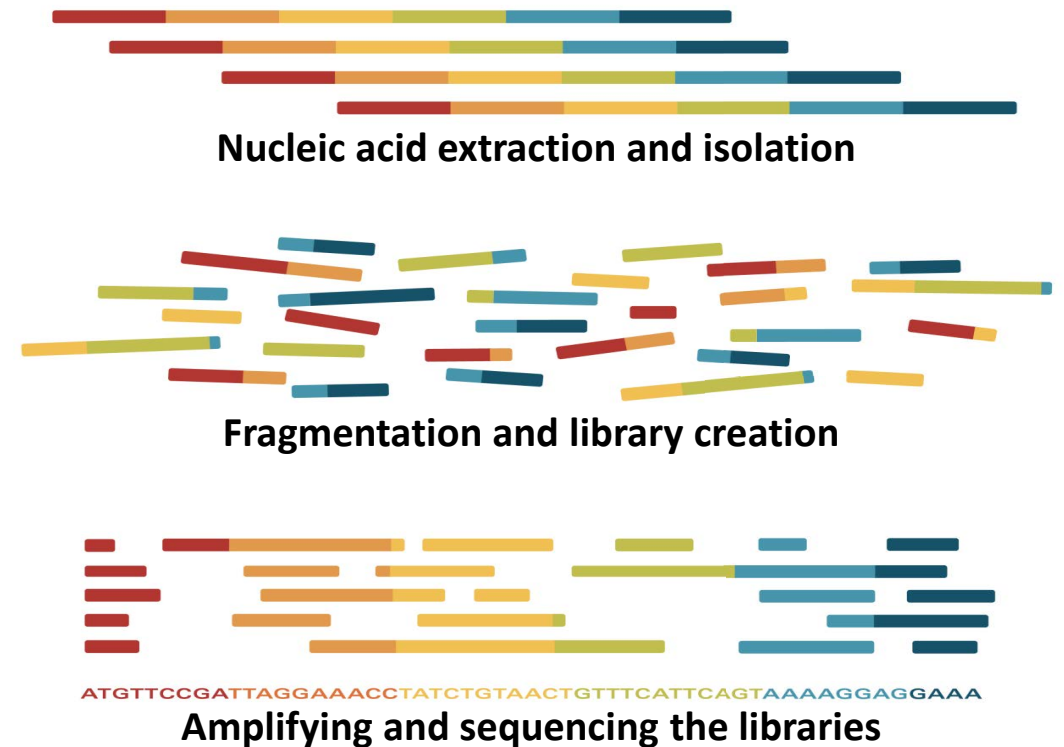 Nucleic acid extraction and isolation
Fragmentation and library creation
ATGTTCCGATTAGGAAACCTATCTGTAACTGTTTCATTCAGTAAAAGGAGGAAA
Amplifying and sequencing the libraries